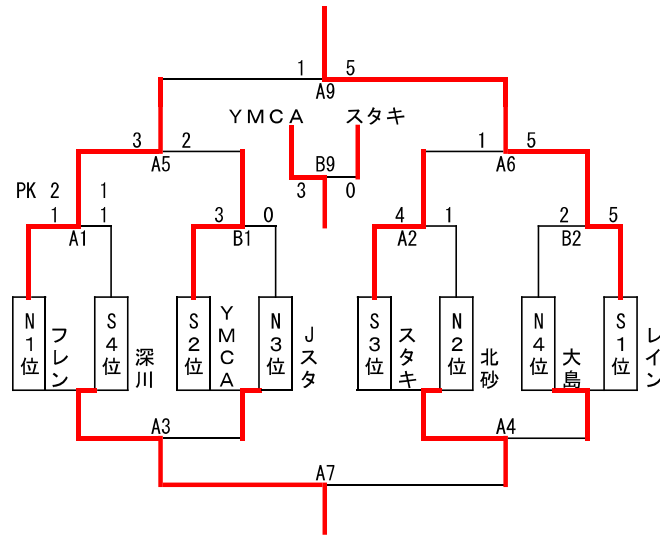 1 5
A9
YMCA スタキ
3 2
A5
B9
1 5
A6
3 0
PK 2 1
1 1
A1
3 0
B1
4 1
A2
2 5
B2
N1位 フレン
S4位 深川
S2位 YMCA
N3位 Jスタ
S3位 スタキ
N2位 北砂
N4位 大島
S1位 レイン
A3
A4
A7